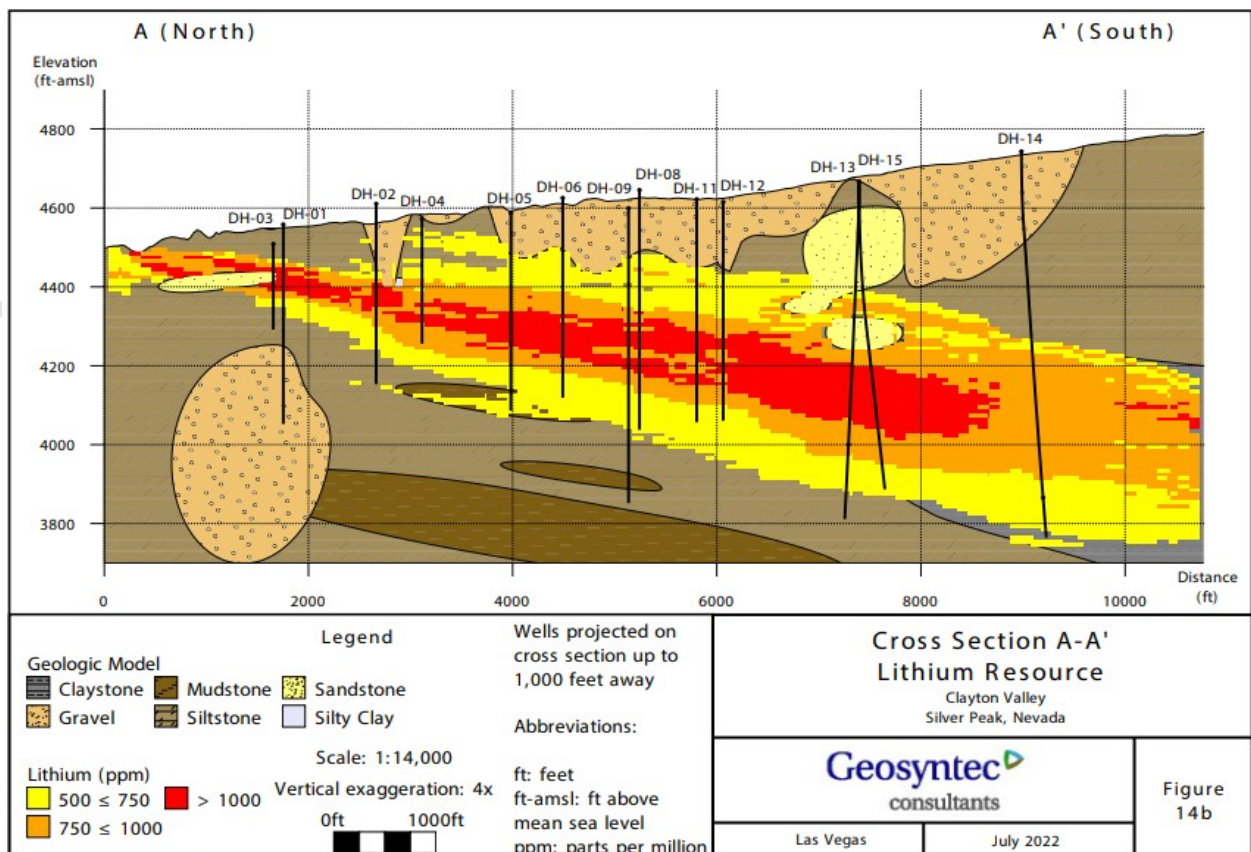 A (North)
A' (South)
Elevation
(ft-amsl)
4800
4600
4400
4200
4000
3800
DH-03
DH-01
DH-02
DH-04
DH-05
DH-06
DH-09
DH-08
DH-11
DH-12
DH-13
DH-15
DH-14
0
2000
4000
6000
8000
10000
Distance
(ft)
Legend
Geologic Model
Claystone
Mudstone
Sandstone
Gravel
Siltstone
Silty Clay
Scale: 1:14,000
Vertical exaggeration: 4x
0ft
1000ft
Lithium (ppm)
500 ≤ 750
> 1000
750 ≤ 1000
Wells projected on
cross section up to
1,000 feet away
Abbreviations:
ft: feet
ft-amsl: ft above
mean sea level
ppm: parts per million
Cross Section A-A'
Lithium Resource
Clayton Valley
Silver Peak, Nevada
Geosyntec
consultants
Las Vegas
July 2022
Figure
14b